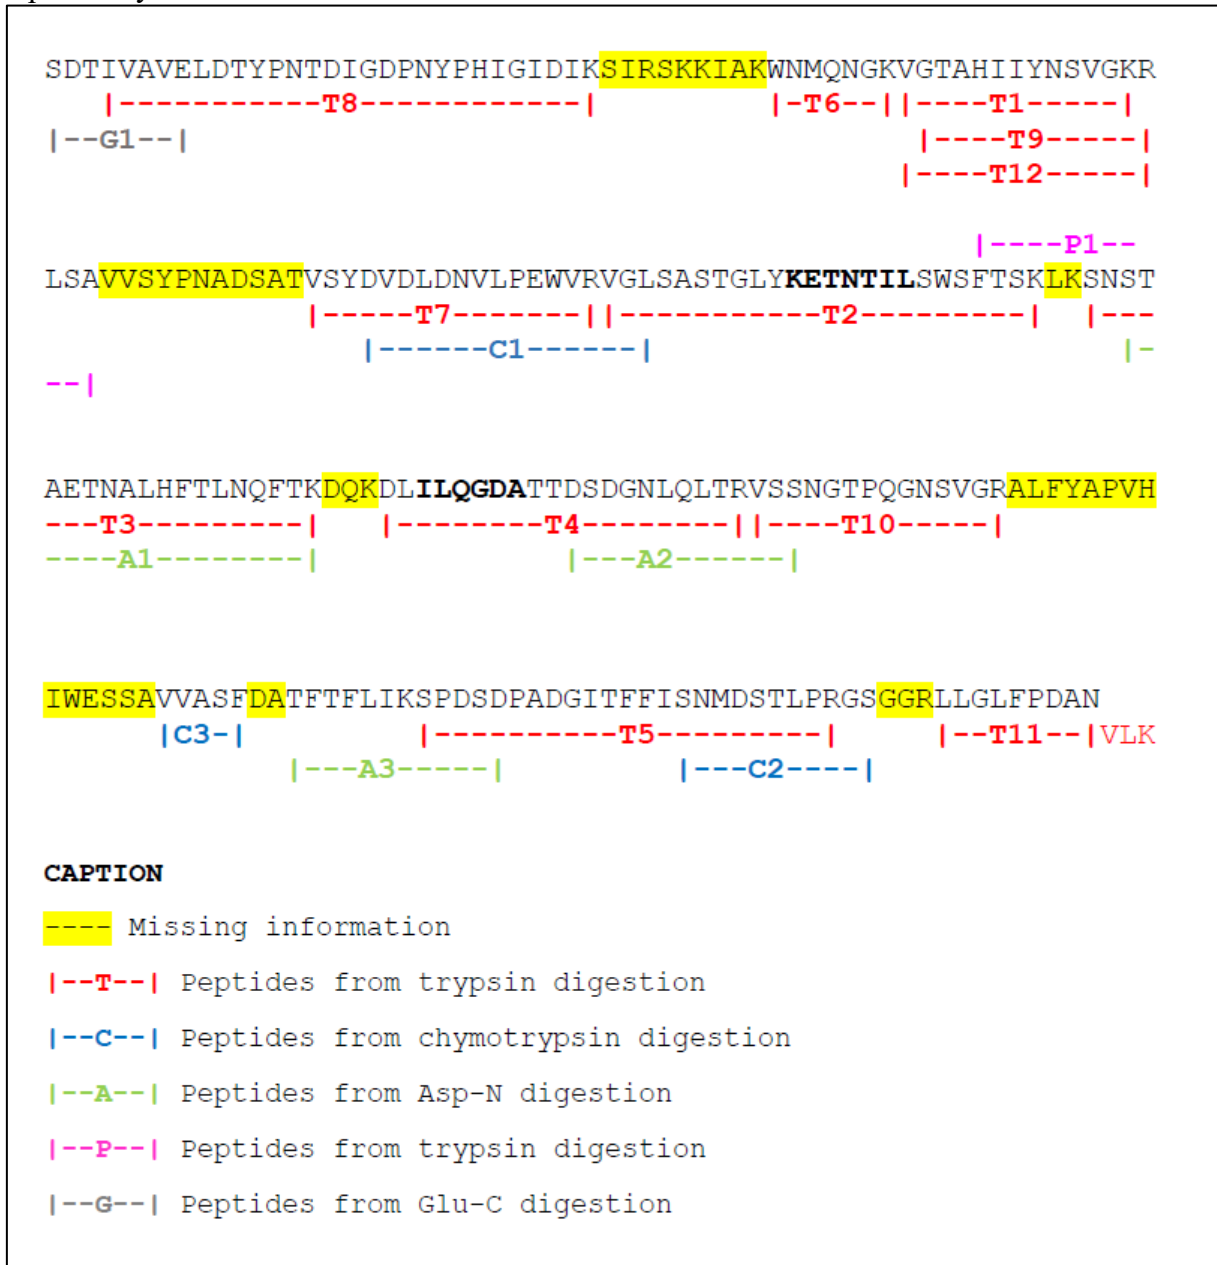 SDTIVAVELDTYPNTDIGDPNYPHIGIDIKSIRSKKIAKWNMQNGKVGTAHIIYNSVGKR
|------------T8------------| |-T6--||----T1-----|
|--G1--| |----T9-----|
|----T12-----|
|----P1--
LSAVVSYPNADSATVSYDVDLDNVLPEWVRVGLSASTGLYKETNTILSWSFTSKLKSNST
|-----T7-------||-----------T2---------| |---
|------C1------| |-
--|
AETNALHFTLNQFTKDQKDLILQGDATTDSDGNLQLTRVSSNGTPQGNSVGRALFYAPVH
---T3---------| |--------T4--------||----T10-----|
----A1--------| |---A2------|
IWESSAVVASFDATFTFLIKSPDSDPADGITFFISNMDSTLPRGSGGRLLGLFPDAN
|C3-| |----------T5---------| |--T11--|VLK
|---A3-----| |---C2----|
CAPTION
---- Missing information
|--T--| Peptides from trypsin digestion
|--C--| Peptides from chymotrypsin digestion
|--A--| Peptides from Asp-N digestion
|--P--| Peptides from trypsin digestion
|--G--| Peptides from Glu-C digestion